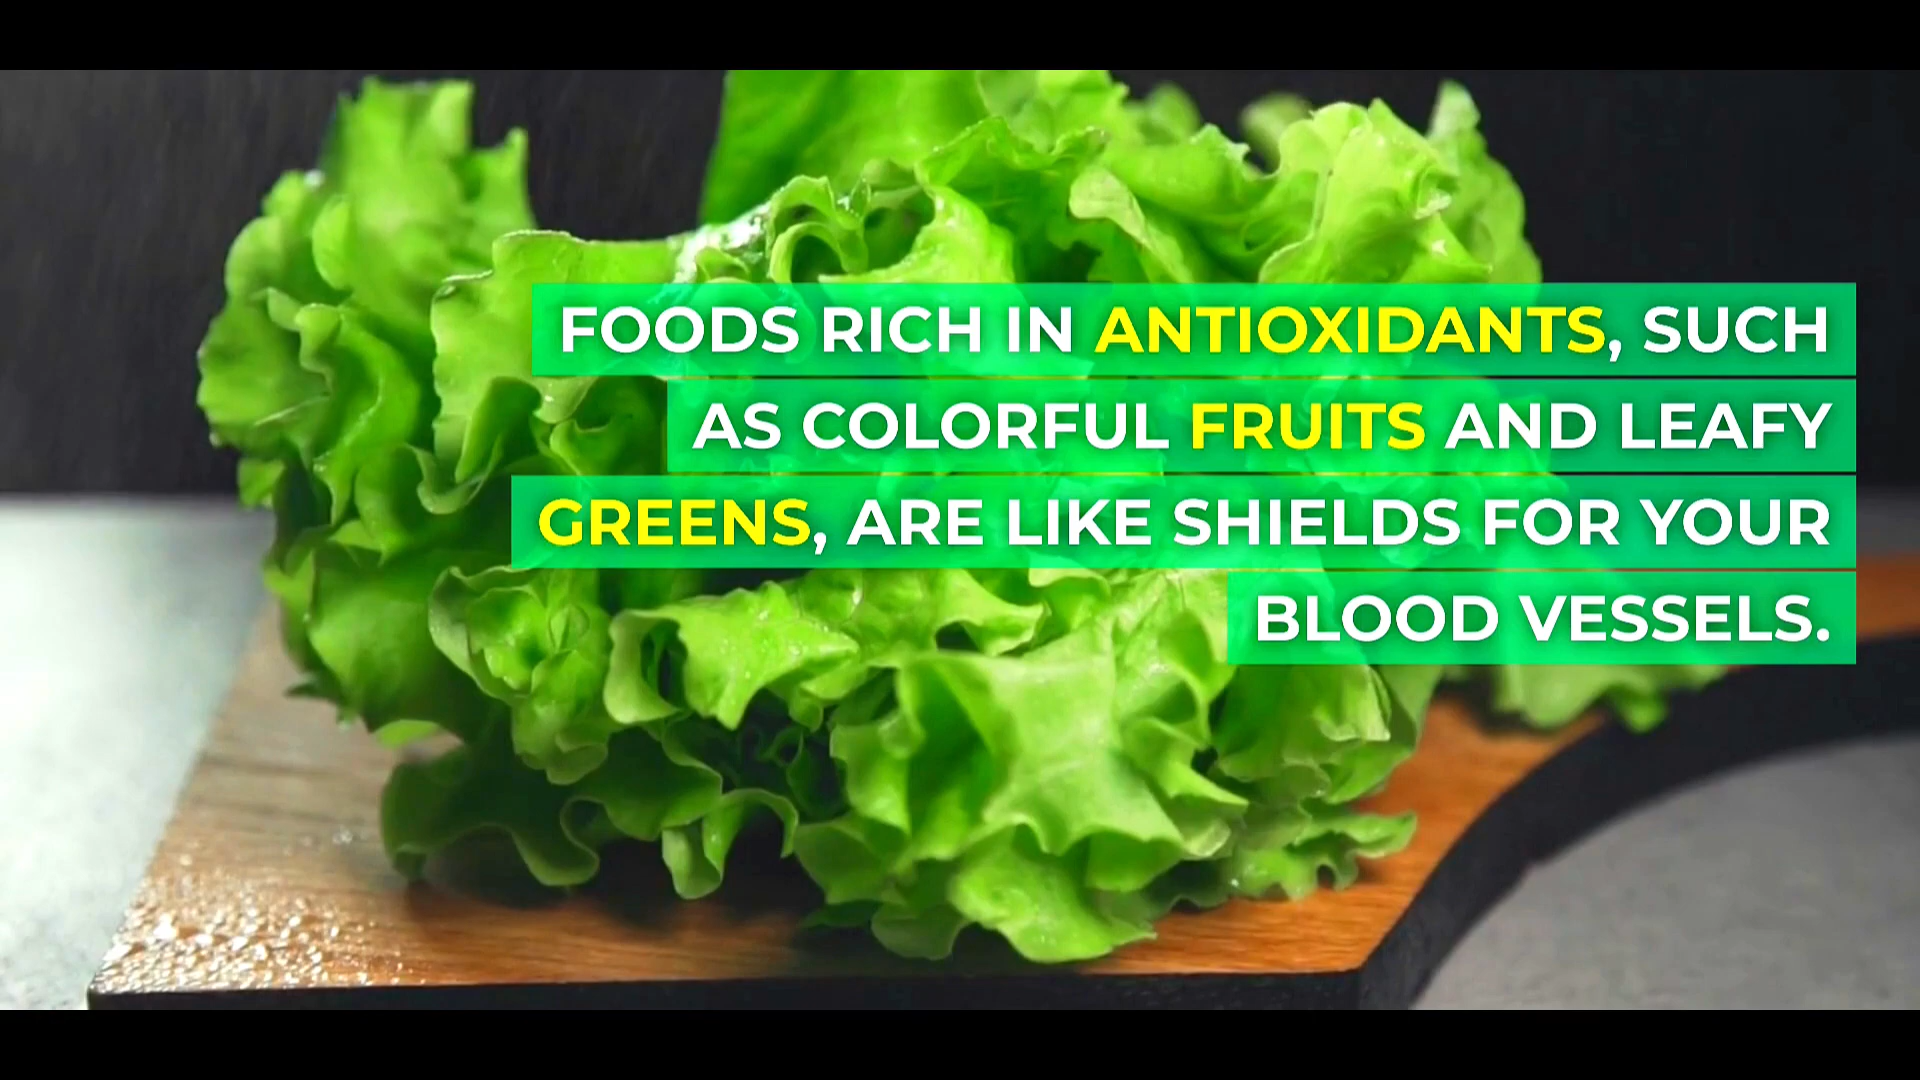 FOODS RICH IN ANTIOXIDANTS, SUCH
AS COLORFUL FRUITS AND LEAFY
GREENS, ARE LIKE SHIELDS FOR YOUR
BLOOD VESSELS.